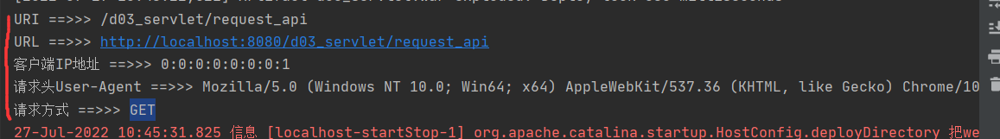 URI ==>>> /d03_servlet/request_api
URL ==>>> http://localhost:8080/d03_servlet/request_api
客户端IP地址 ==>>> 0:0:0:0:0:0:0:1
请求头User-Agent ==>>> Mozilla/5.0 (Windows NT 10.0; Win64; x64) AppleWebKit/537.36 (KHTML, like Gecko) Chrome/10
请求方式 ==>>> GET
27-Jul-2022 10:45:31.825 信息 [localhost-startStop-1] org.apache.catalina.startup.HostConfig.deployDirectory 把we